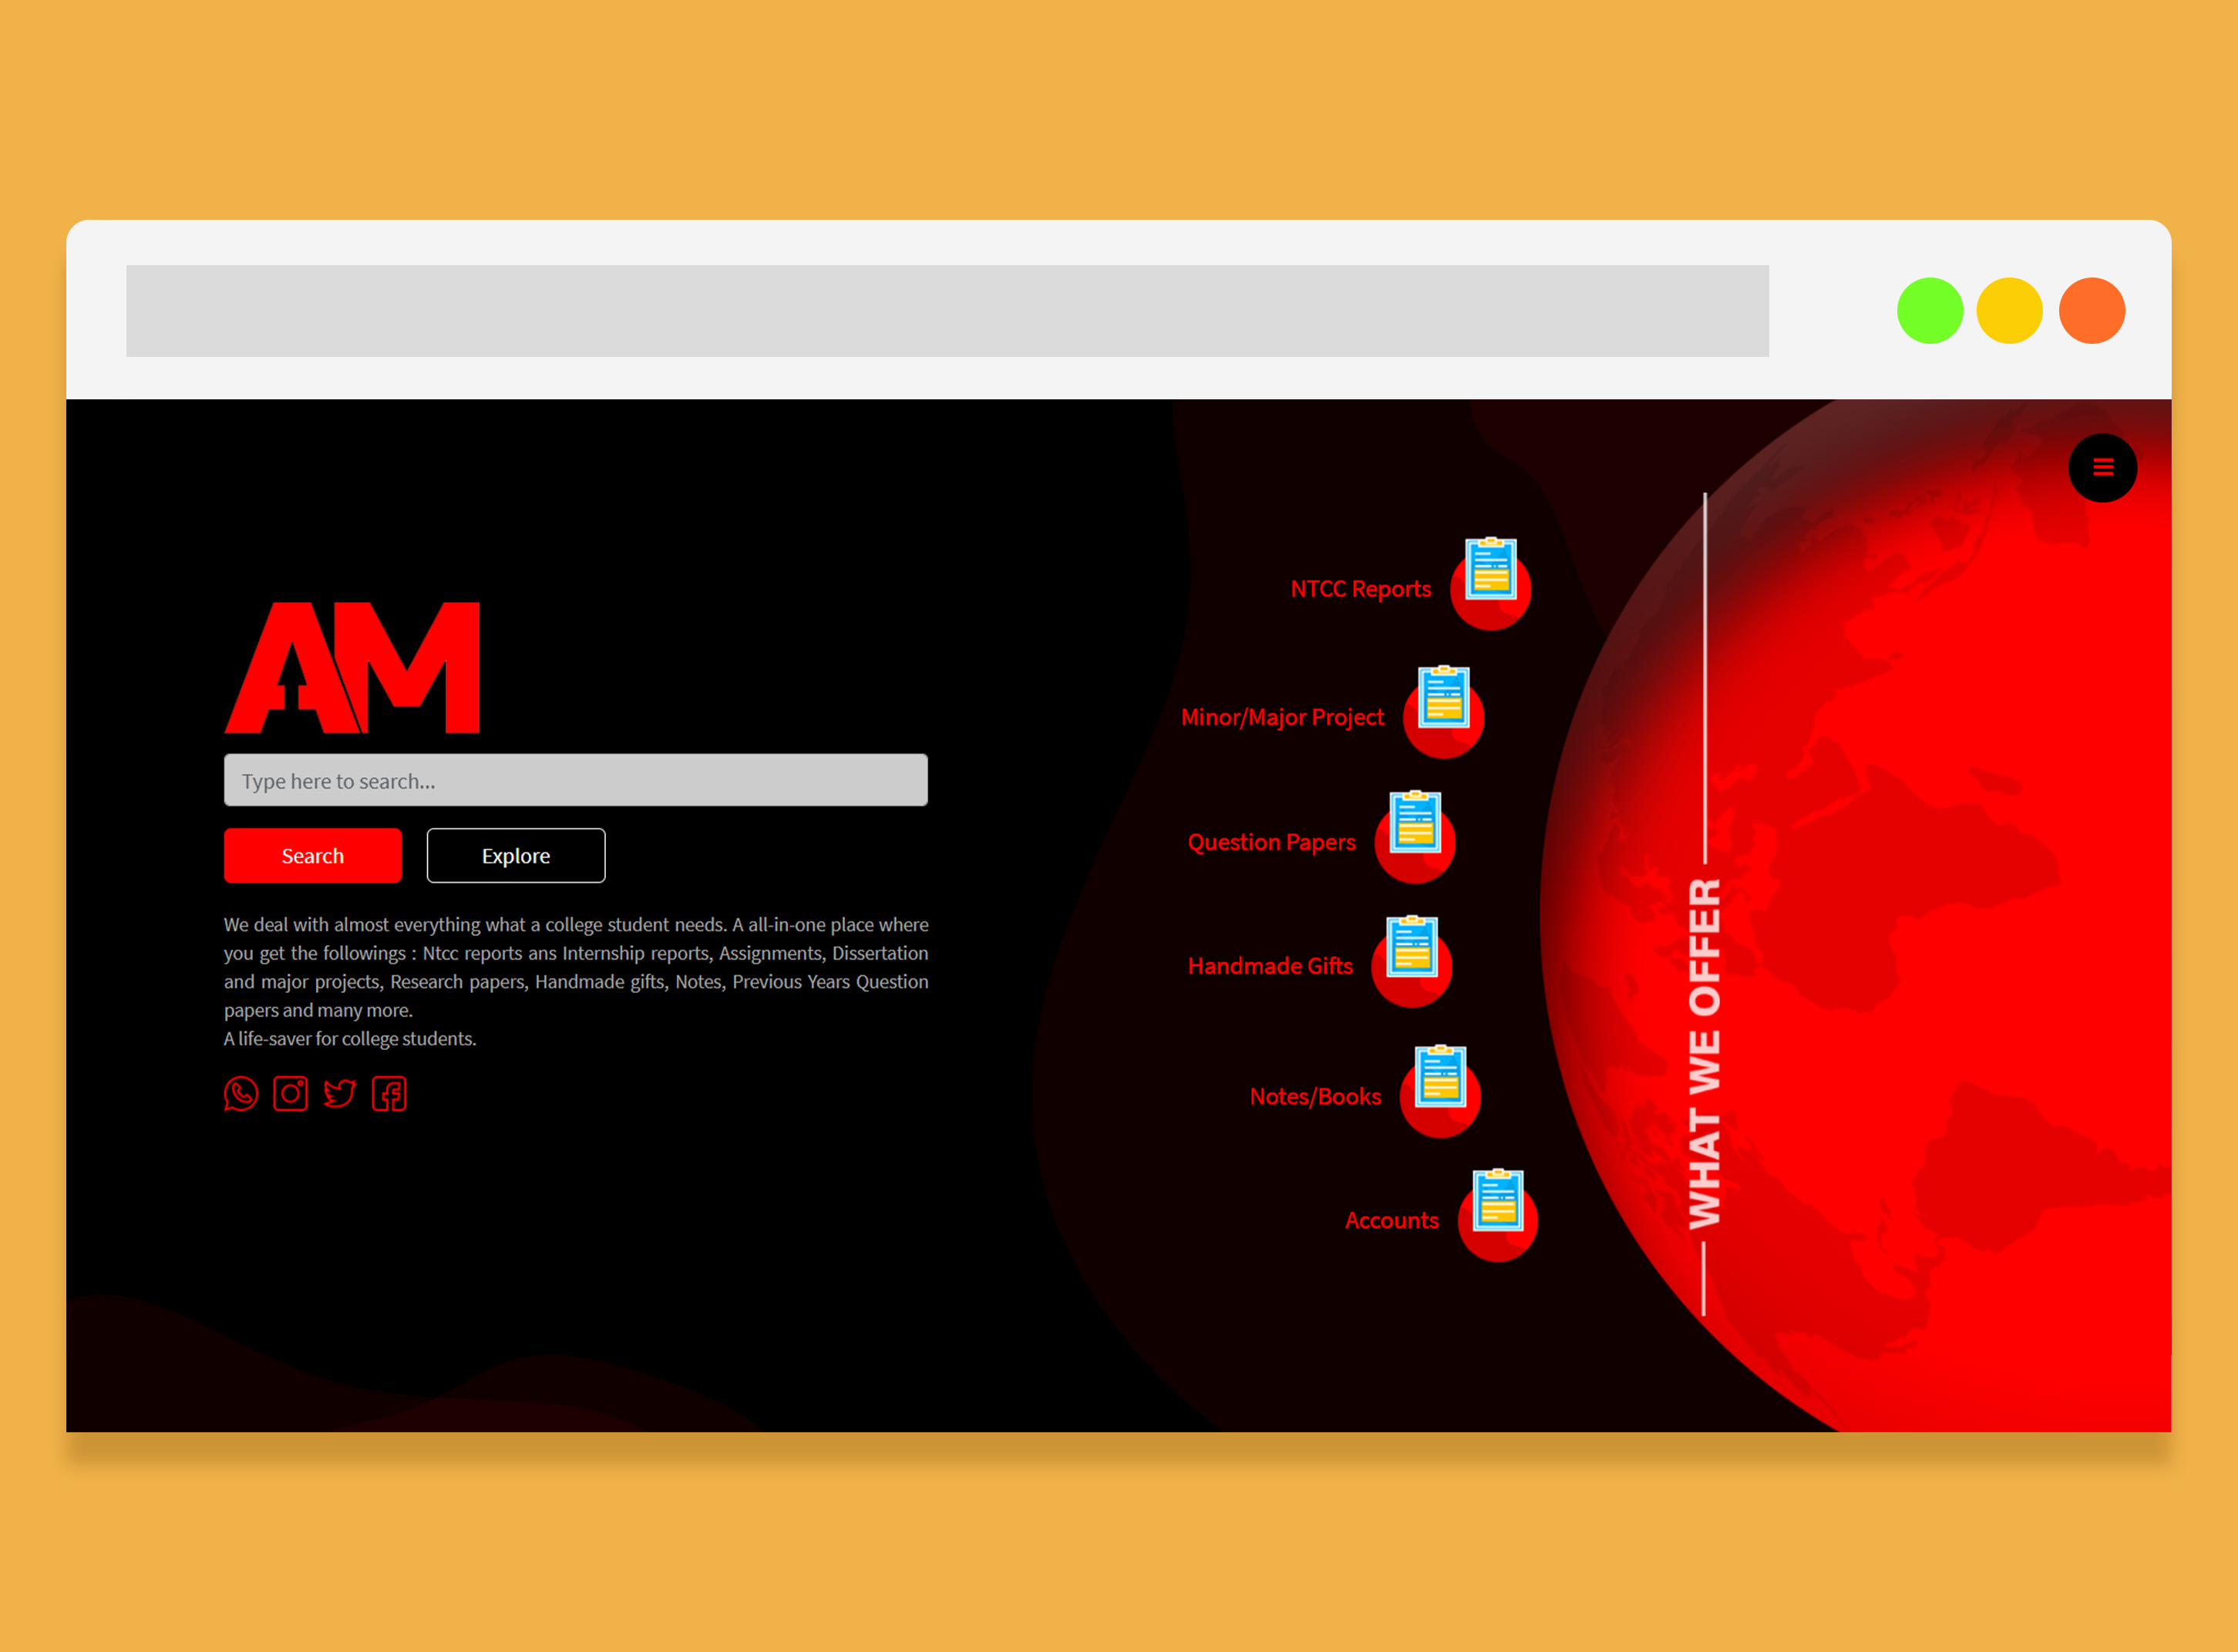 AM
Type here to search...
Search
Explore
We deal with almost everything what a college student needs. A all-in-one place where
you get the followings : Ntcc reports ans Internship reports, Assignments, Dissertation
and major projects, Research papers, Handmade gifts, Notes, Previous Years Question
papers and many more.
A life-saver for college students.
NTCC Reports
Minor/Major Project
Question Papers
Handmade Gifts
Notes/Books
Accounts
WHAT WE OFFER